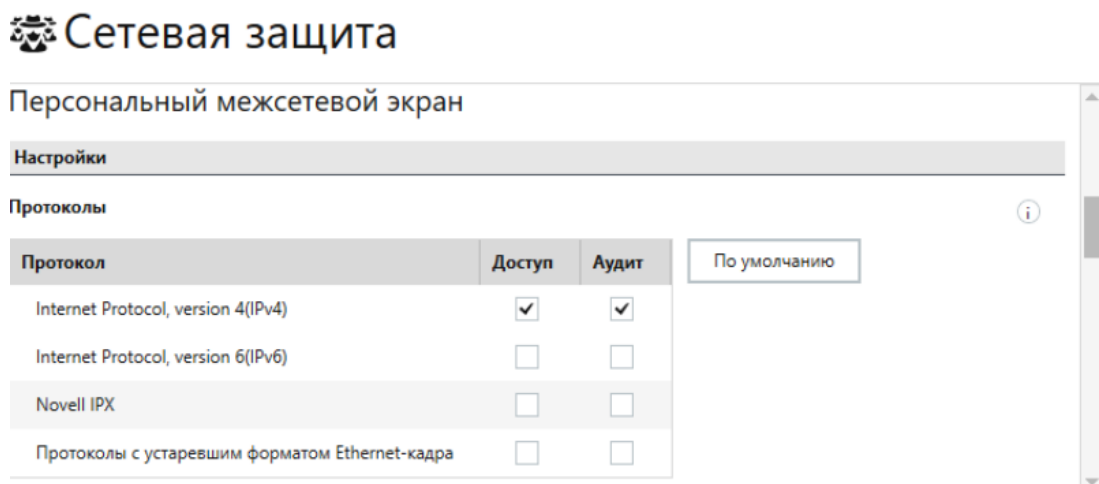 Сетевая защита
Персональный межсетевой экран
Настройки
Протоколы
Протокол Доступ Аудит По умолчанию
Internet Protocol, version 4(IPv4)
Internet Protocol, version 6(IPv6)
Novell IPX
Протоколы с устаревшим форматом Ethernet-кадра